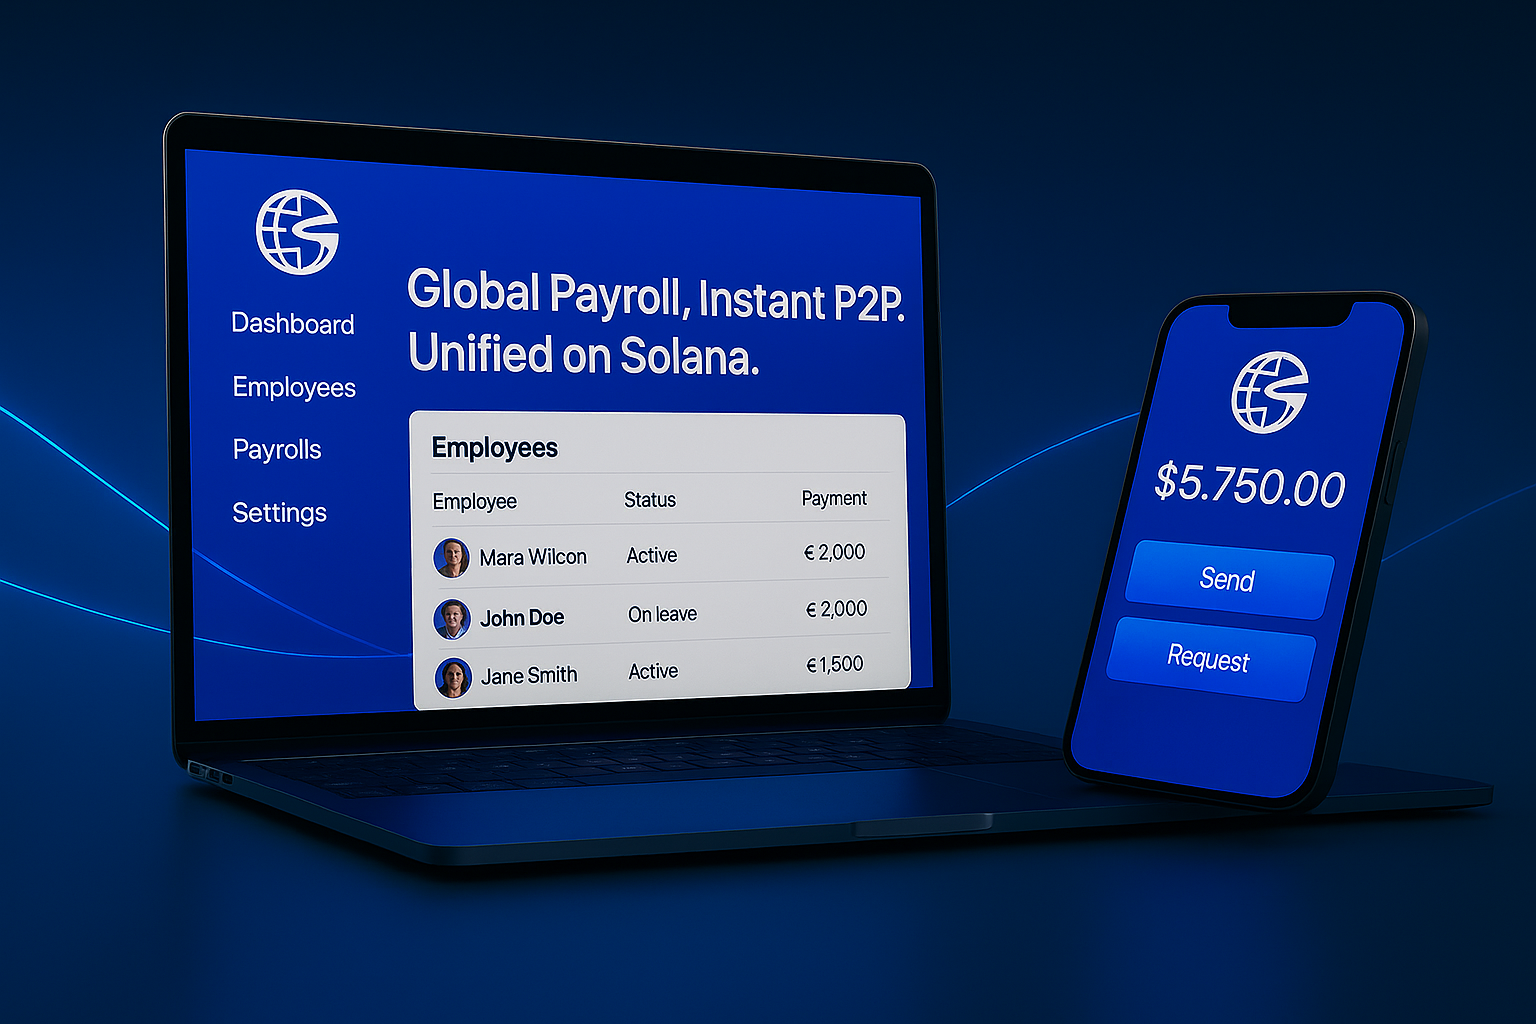 Dashboard
Employees
Payrolls
Settings
Global Payroll, Instant P2P.
Unified on Solana.
Employees
Employee Status Payment
Mara Wilcon Active € 2,000
John Doe On leave € 2,000
Jane Smith Active € 1,500
$5.750.00
Send
Request